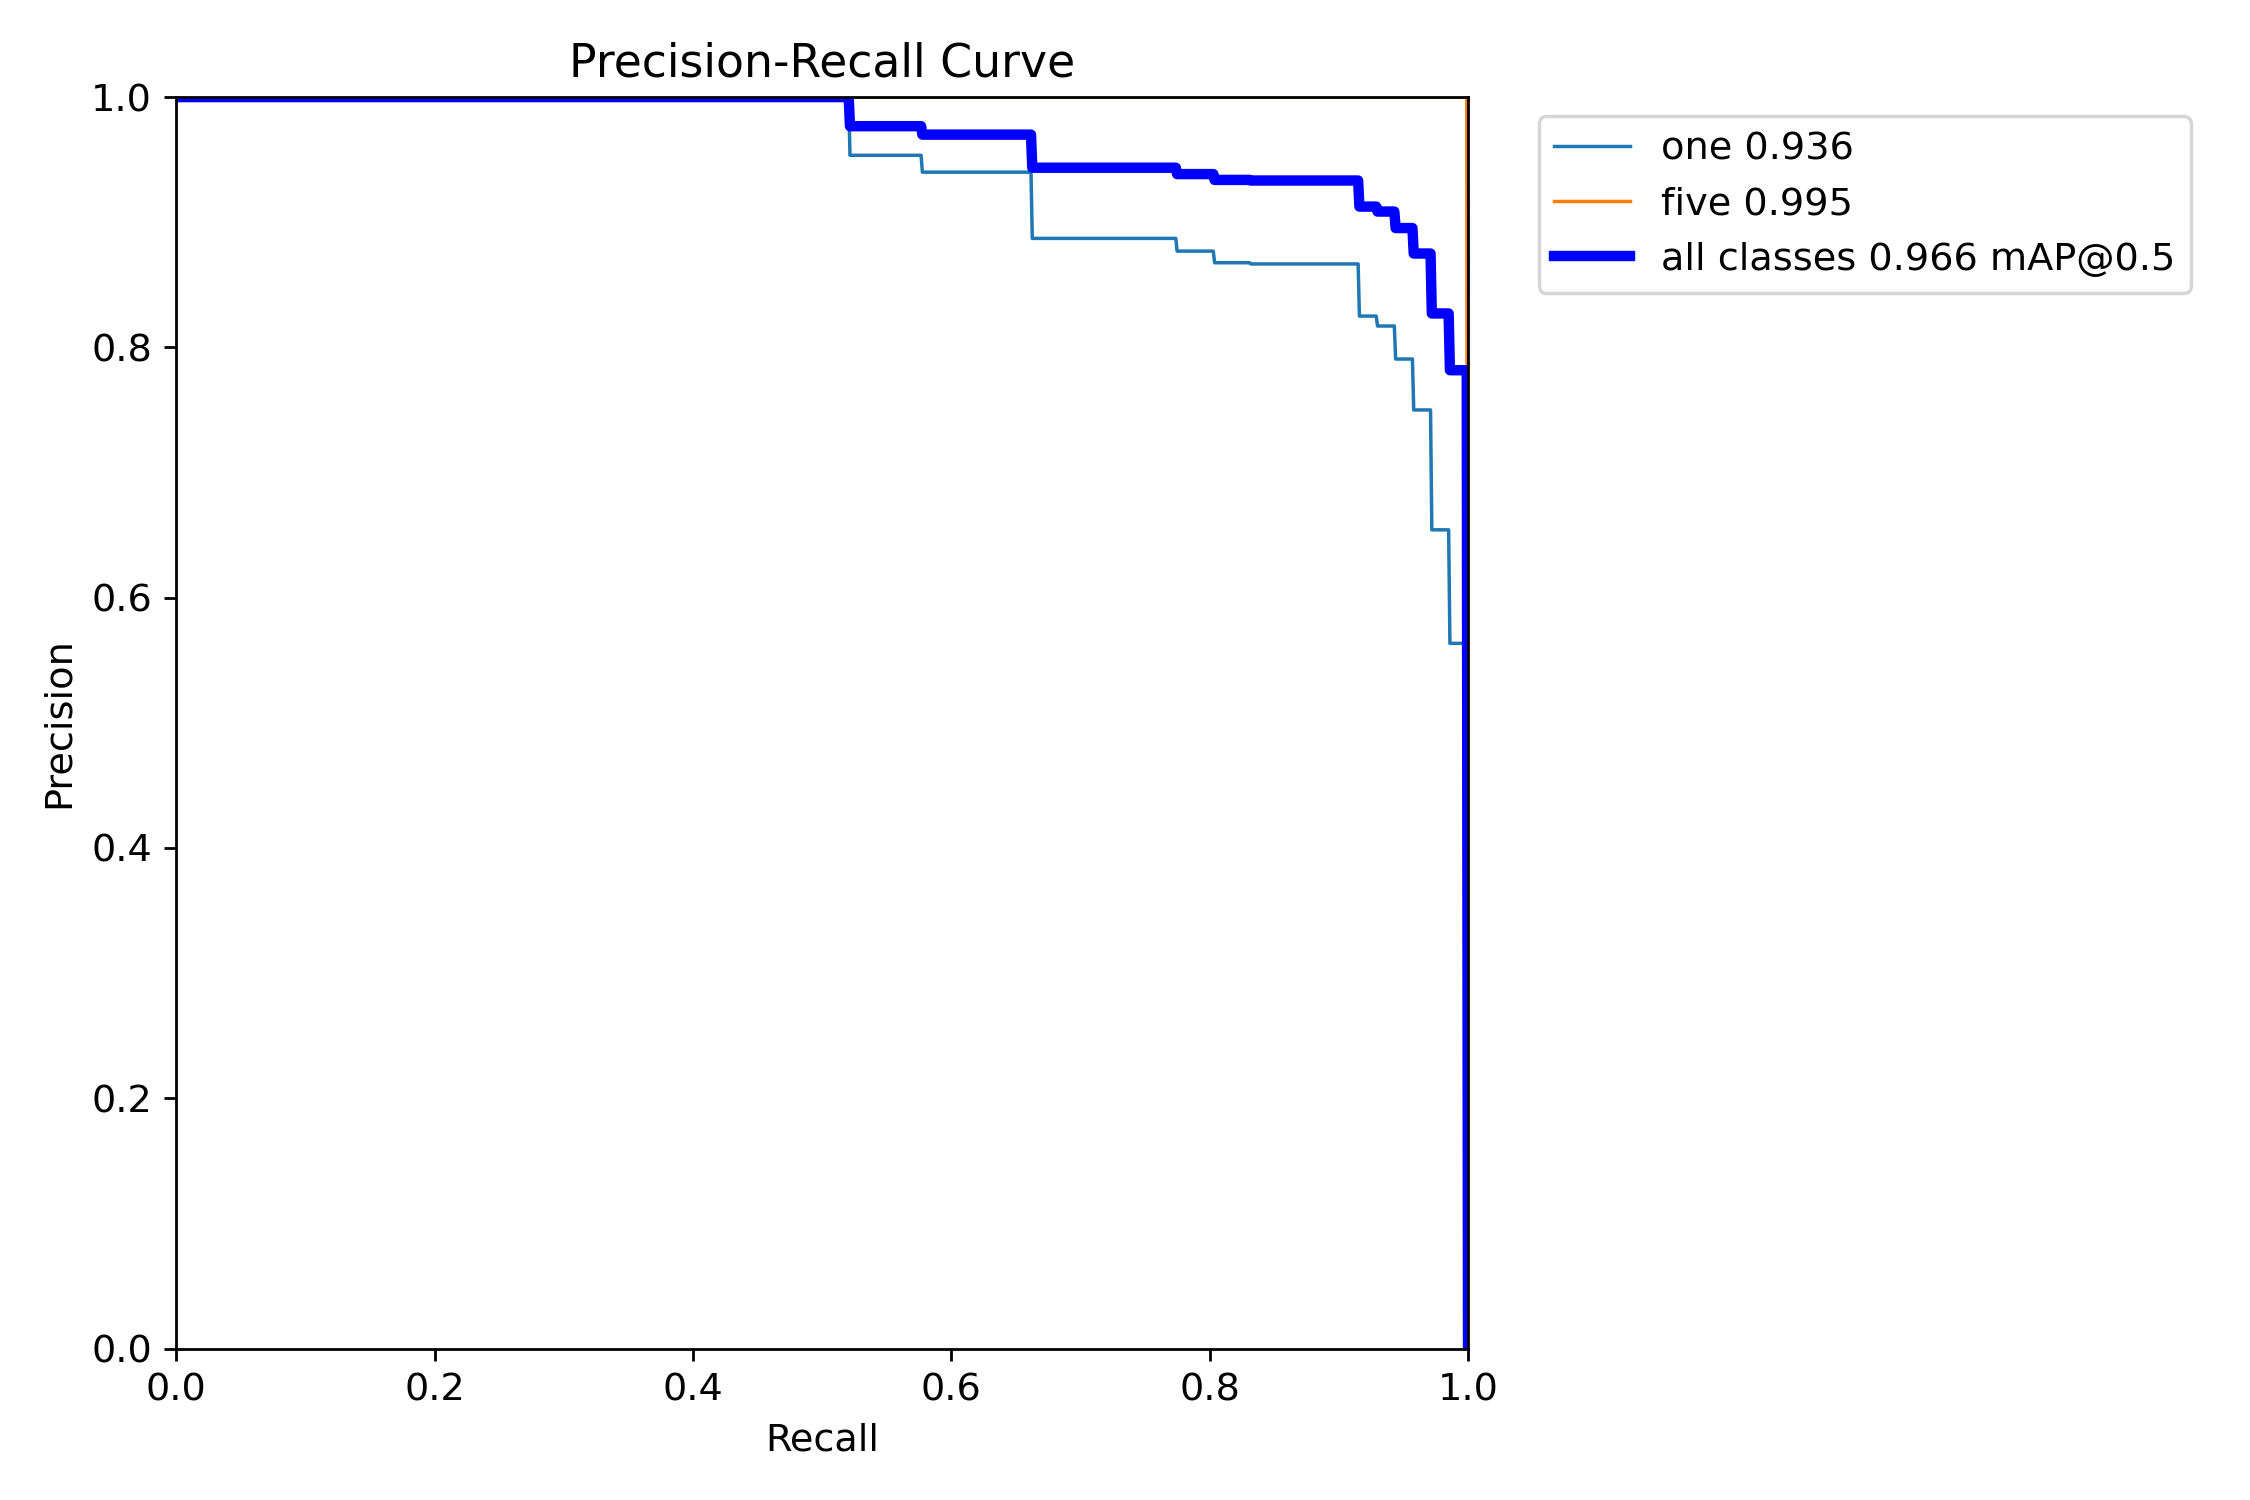 Precision-Recall Curve
1.0
0.8
0.6
0.4
0.2
0.0
Precision
0.0 0.2 0.4 0.6 0.8 1.0
Recall
one 0.936
five 0.995
all classes 0.966 mAP@0.5